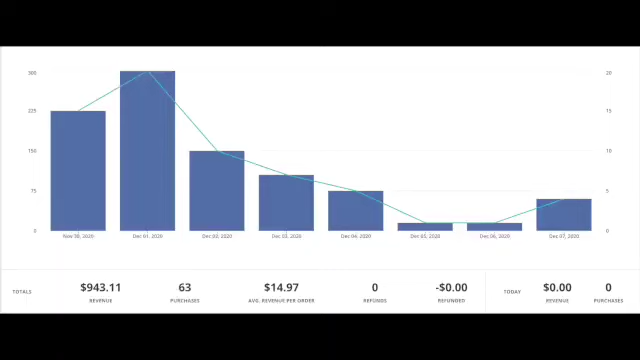 300
20
225
15
150
10
75
5
0
0
Nov 30, 2020 Dec 01, 2020 Dec 02, 2020 Dec 03, 2020 Dec 04, 2020 Dec 05, 2020 Dec 06, 2020 Dec 07, 2020
TOTALS
$943.11
REVENUE
63
PURCHASES
$14.97
AVG. REVENUE PER ORDER
0
REFUNDS
-$0.00
REFUNDED
TODAY
$0.00
REVENUE
0
PURCHASES